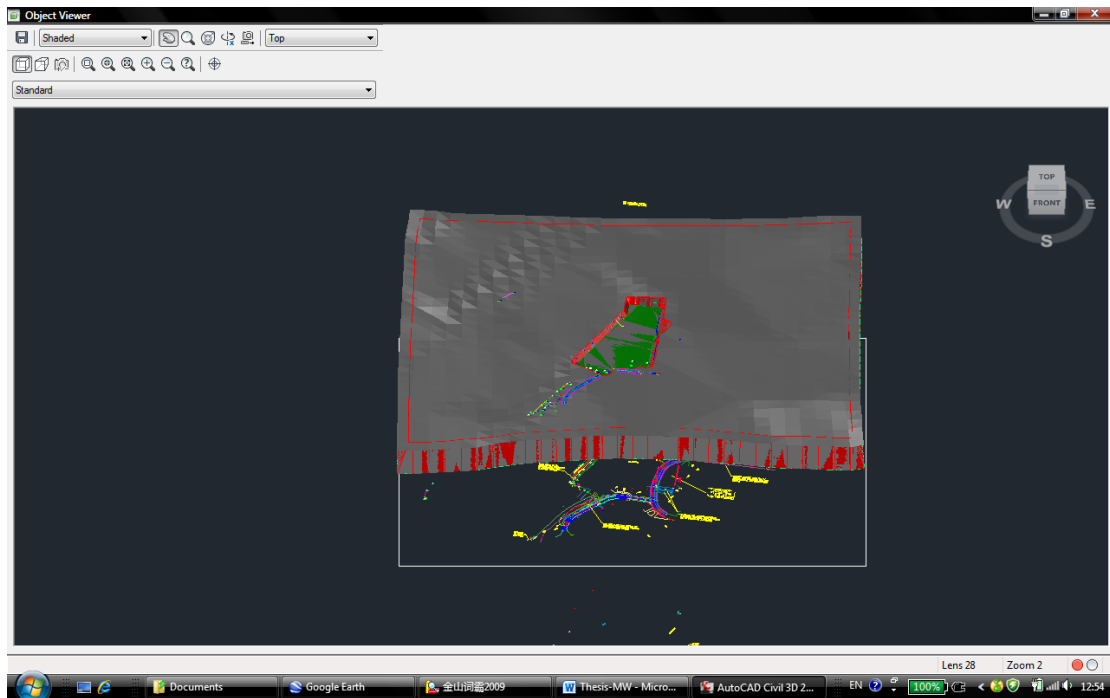 Object Viewer
Shaded
Top
Standard
TOP
W FRONT E
S
Lens 28 Zoom 2
Documents Google Earth 金山词霸2009 Thesis-MW - Micro... AutoCAD Civil 3D 2... EN 100% 12:54